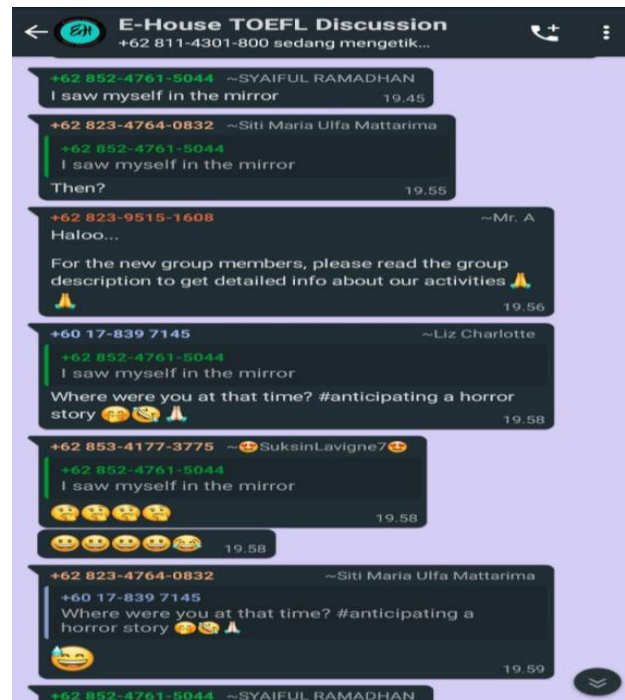 EH
E-House TOEFL Discussion
+62 811-4301-800 sedang mengetik...
+62 852-4761-5044 ~SYAIFUL RAMADHAN
I saw myself in the mirror 19.45
+62 823-4764-0832 ~Siti Maria Ulfa Mattarima
+62 852-4761-5044
I saw myself in the mirror
Then? 19.55
+62 823-9515-1608 ~Mr. A
Haloo...
For the new group members, please read the group
description to get detailed info about our activities 🙏
🙏 19.56
+60 17-839 7145 ~Liz Charlotte
+62 852-4761-5044
I saw myself in the mirror
Where were you at that time? #anticipating a horror
story 🤭🤣🙏 19.58
+62 853-4177-3775 ~😍SuksinLavigne7😍
+62 852-4761-5044
I saw myself in the mirror
🤔🤔🤔🤔 19.58
😀😀😀😀😂 19.58
+62 823-4764-0832 ~Siti Maria Ulfa Mattarima
+60 17-839 7145
Where were you at that time? #anticipating a
horror story 🤭🤣🙏
😅 19.59
+62 852-4761-5044 ~SYAIFUL RAMADHAN